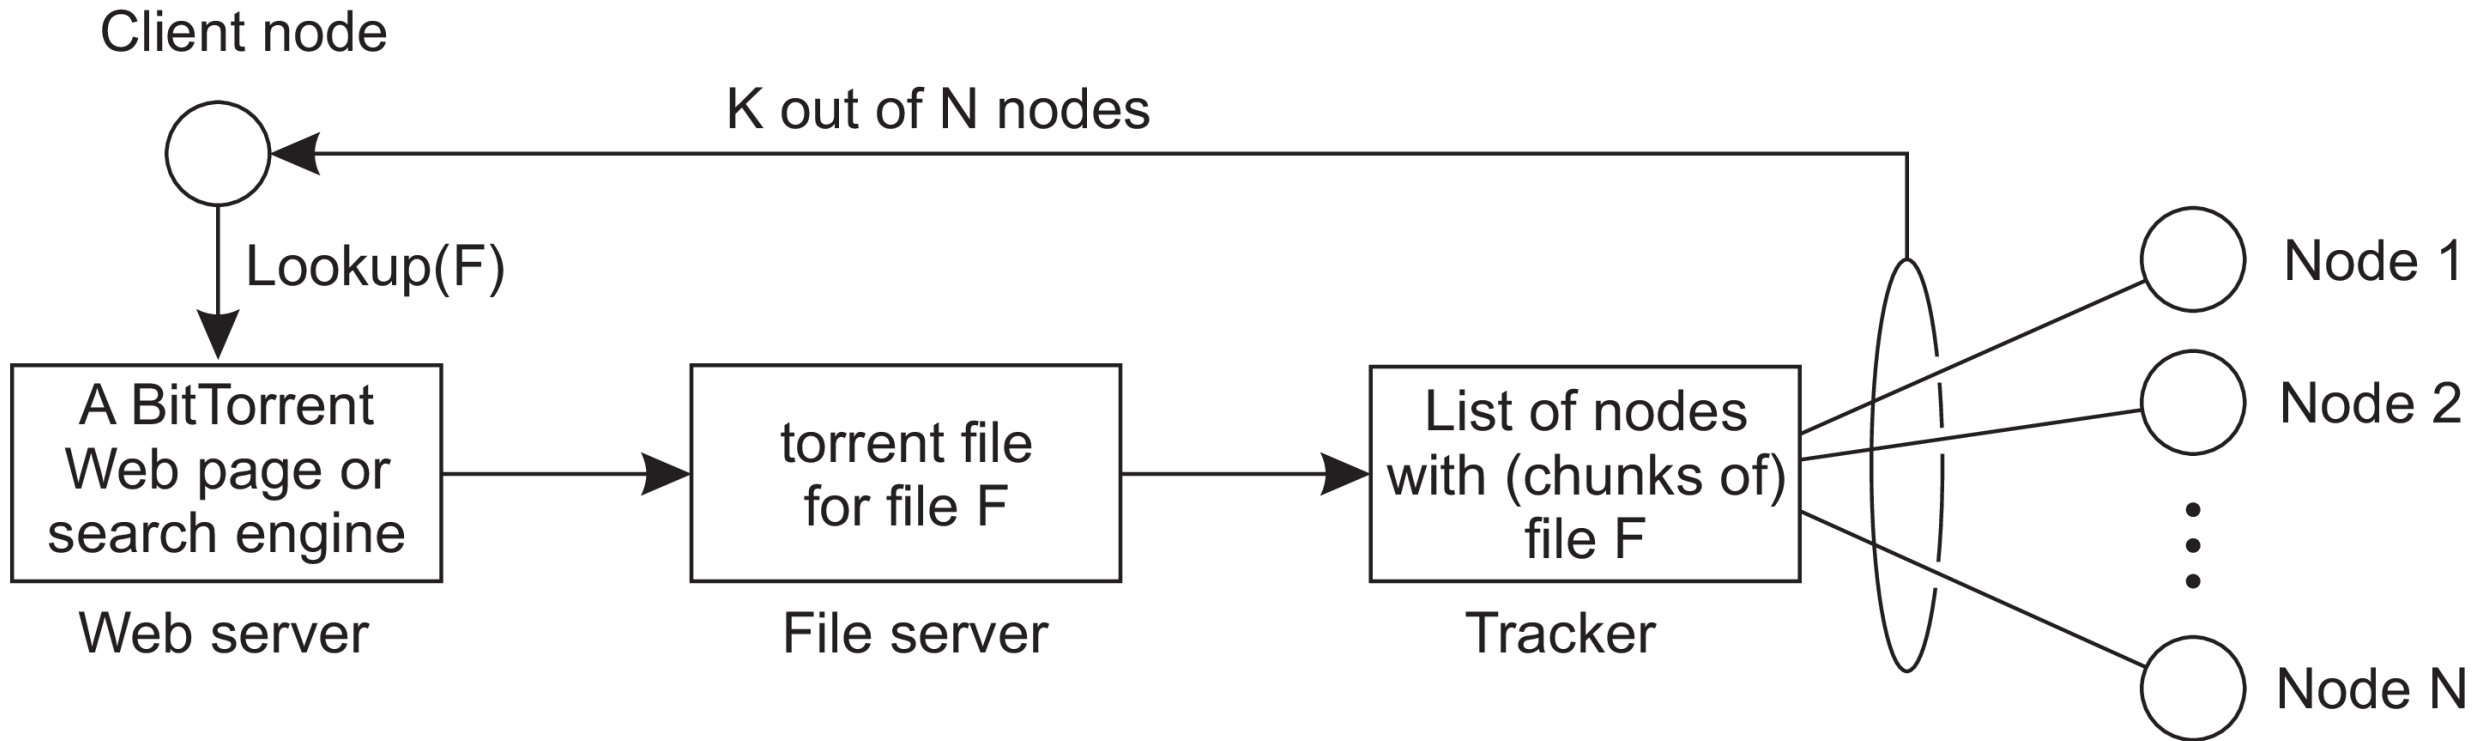 Client node
K out of N nodes
Lookup(F)
A BitTorrent
Web page or
search engine
Web server
torrent file
for file F
File server
List of nodes
with (chunks of)
file F
Tracker
Node 1
Node 2
Node N